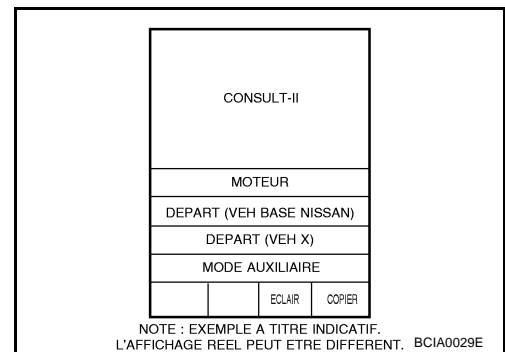 CONSULT-II
MOTEUR
DEPART (VEH BASE NISSAN)
DEPART (VEH X)
MODE AUXILIAIRE
ECLAIR COPIER
NOTE : EXEMPLE A TITRE INDICATIF.
L'AFFICHAGE REEL PEUT ETRE DIFFERENT. BCIA0029E